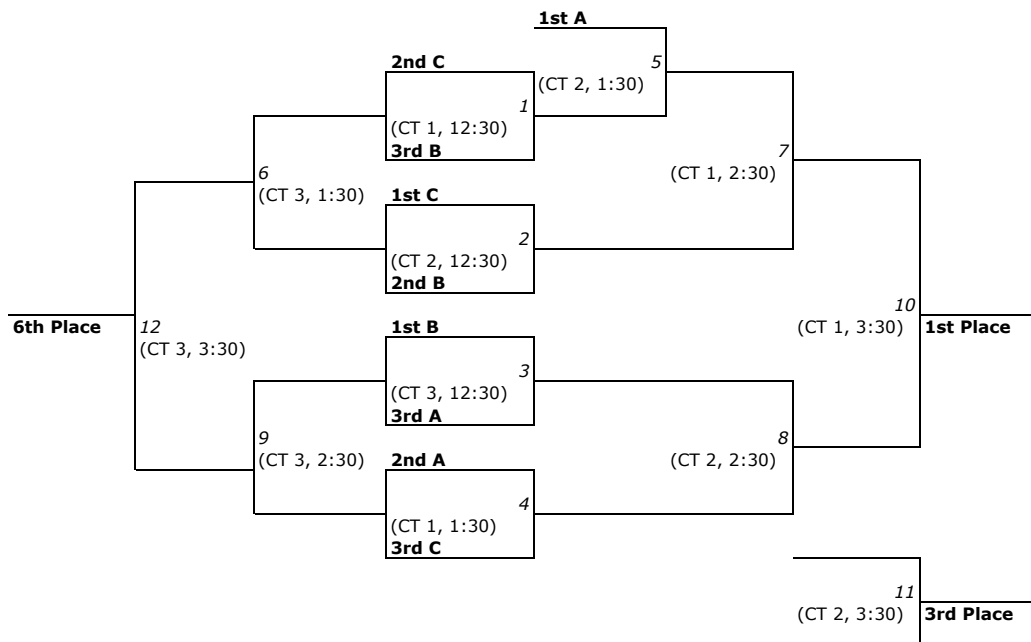 1st A
2nd C
5
(CT 2, 1:30)
1
(CT 1, 12:30)
3rd B
7
6
(CT 1, 2:30)
(CT 3, 1:30)
1st C
2
(CT 2, 12:30)
2nd B
10
6th Place
12
1st B
(CT 1, 3:30)
1st Place
(CT 3, 3:30)
3
(CT 3, 12:30)
3rd A
9
8
(CT 3, 2:30)
2nd A
(CT 2, 2:30)
4
(CT 1, 1:30)
3rd C
11
(CT 2, 3:30)
3rd Place